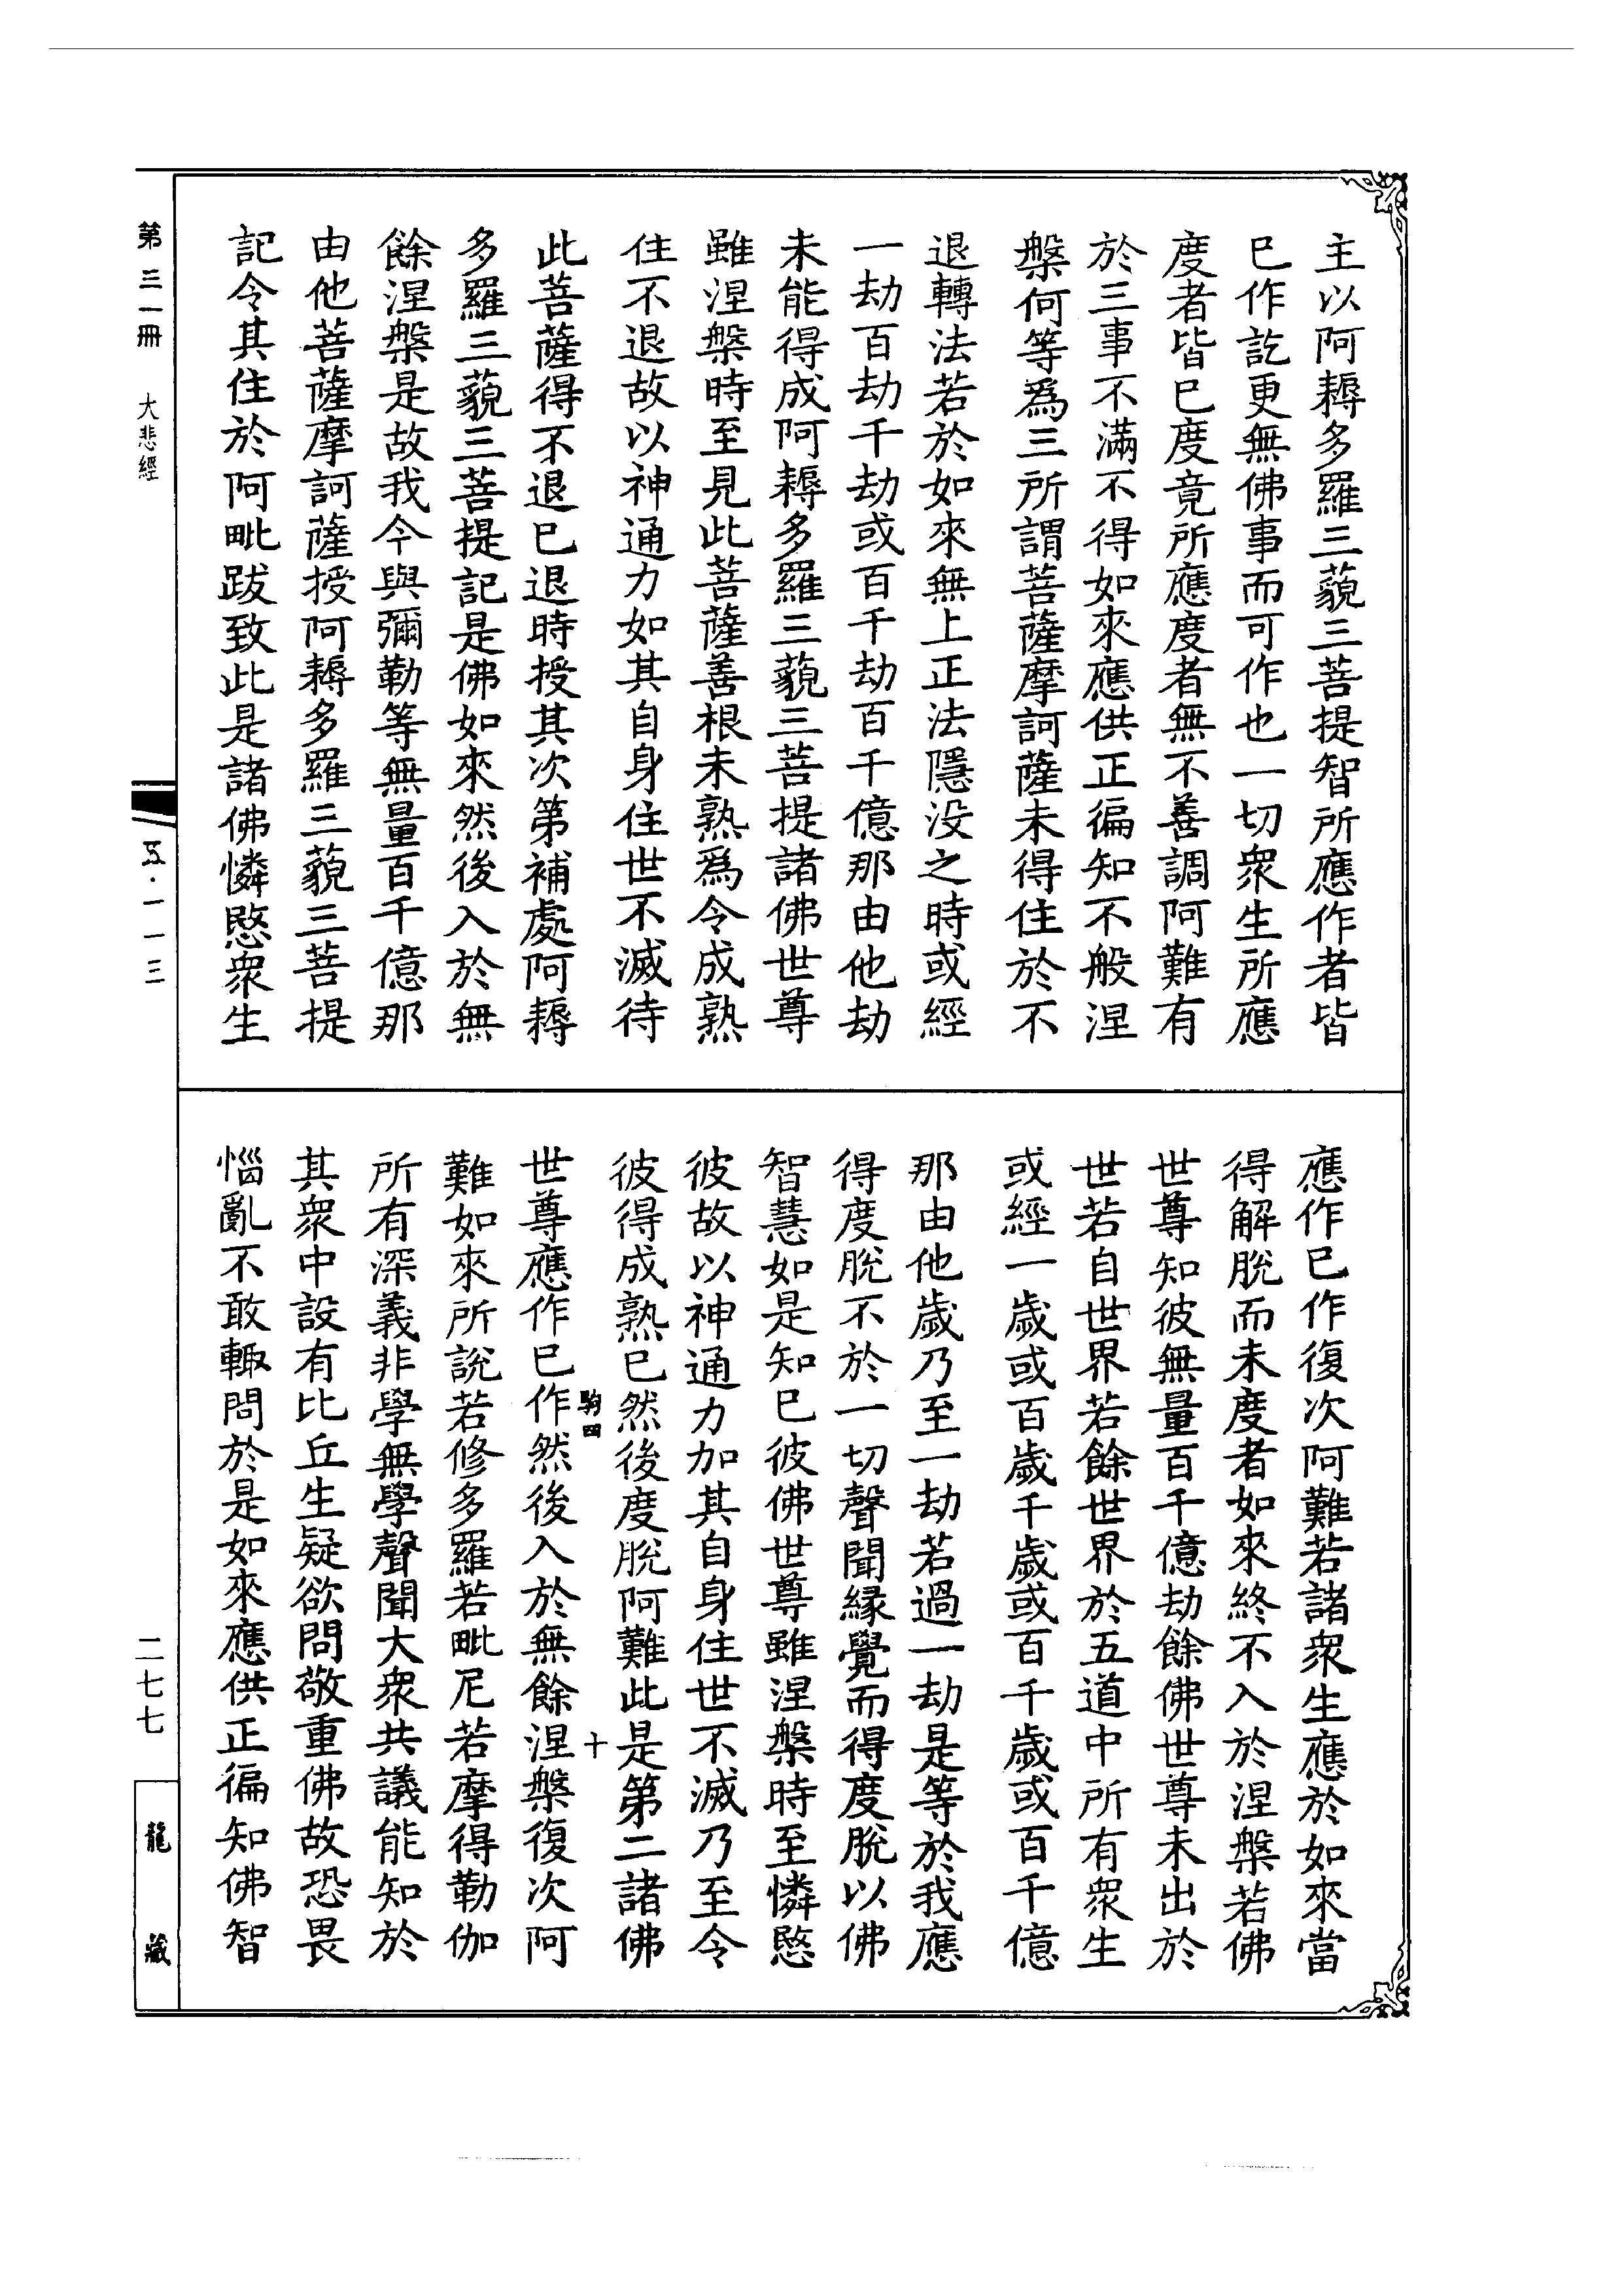 主以阿耨多羅三藐三菩提智所應作者皆
已作訖更無佛事而可作也一切衆生所應
度者皆已度竟所應度者無不善調阿難有
於三事不滿不得如來應供正徧知不般涅
槃何等爲三所謂菩薩摩訶薩未得住於不
退轉法若於如來無上正法隱没之時或經
一劫百劫千劫或百千劫百千億那由他劫
未能得成阿耨多羅三藐三菩提諸佛世尊
雖涅槃時至見此菩薩善根未熟爲令成熟
住不退故以神通力如其自身住世不滅待
此菩薩得不退已退時授其次第補處阿耨
多羅三藐三菩提記是佛如來然後入於無
餘涅槃是故我今與彌勒等無量百千億那
由他菩薩摩訶薩授阿耨多羅三藐三菩提
記令其住於阿毗跋致此是諸佛憐愍衆生
應作已作復次阿難若諸衆生應於如來當
得解脫而未度者如來終不入於涅槃若佛
世尊知彼無量百千億劫餘佛世尊未出於
世若自世界若餘世界於五道中所有衆生
或經一歲或百歲千歲或百千歲或百千億
那由他歲乃至一劫若過一劫是等於我應
得度脫不於一切聲聞緣覺而得度脫以佛
智慧如是知已彼佛世尊雖涅槃時至憐愍
彼故以神通力加其自身住世不滅乃至令
彼得成熟已然後度脫阿難此是第二諸佛
駒四 十
世尊應作已作然後入於無餘涅槃復次阿
難如來所說若修多羅若毗尼若摩得勒伽
所有深義非學無學聲聞大衆共議能知於
其衆中設有比丘生疑欲問敬重佛故恐畏
惱亂不敢輙問於是如來應供正徧知佛智
第三一冊 大悲經 五·一一三 二七七 龍藏